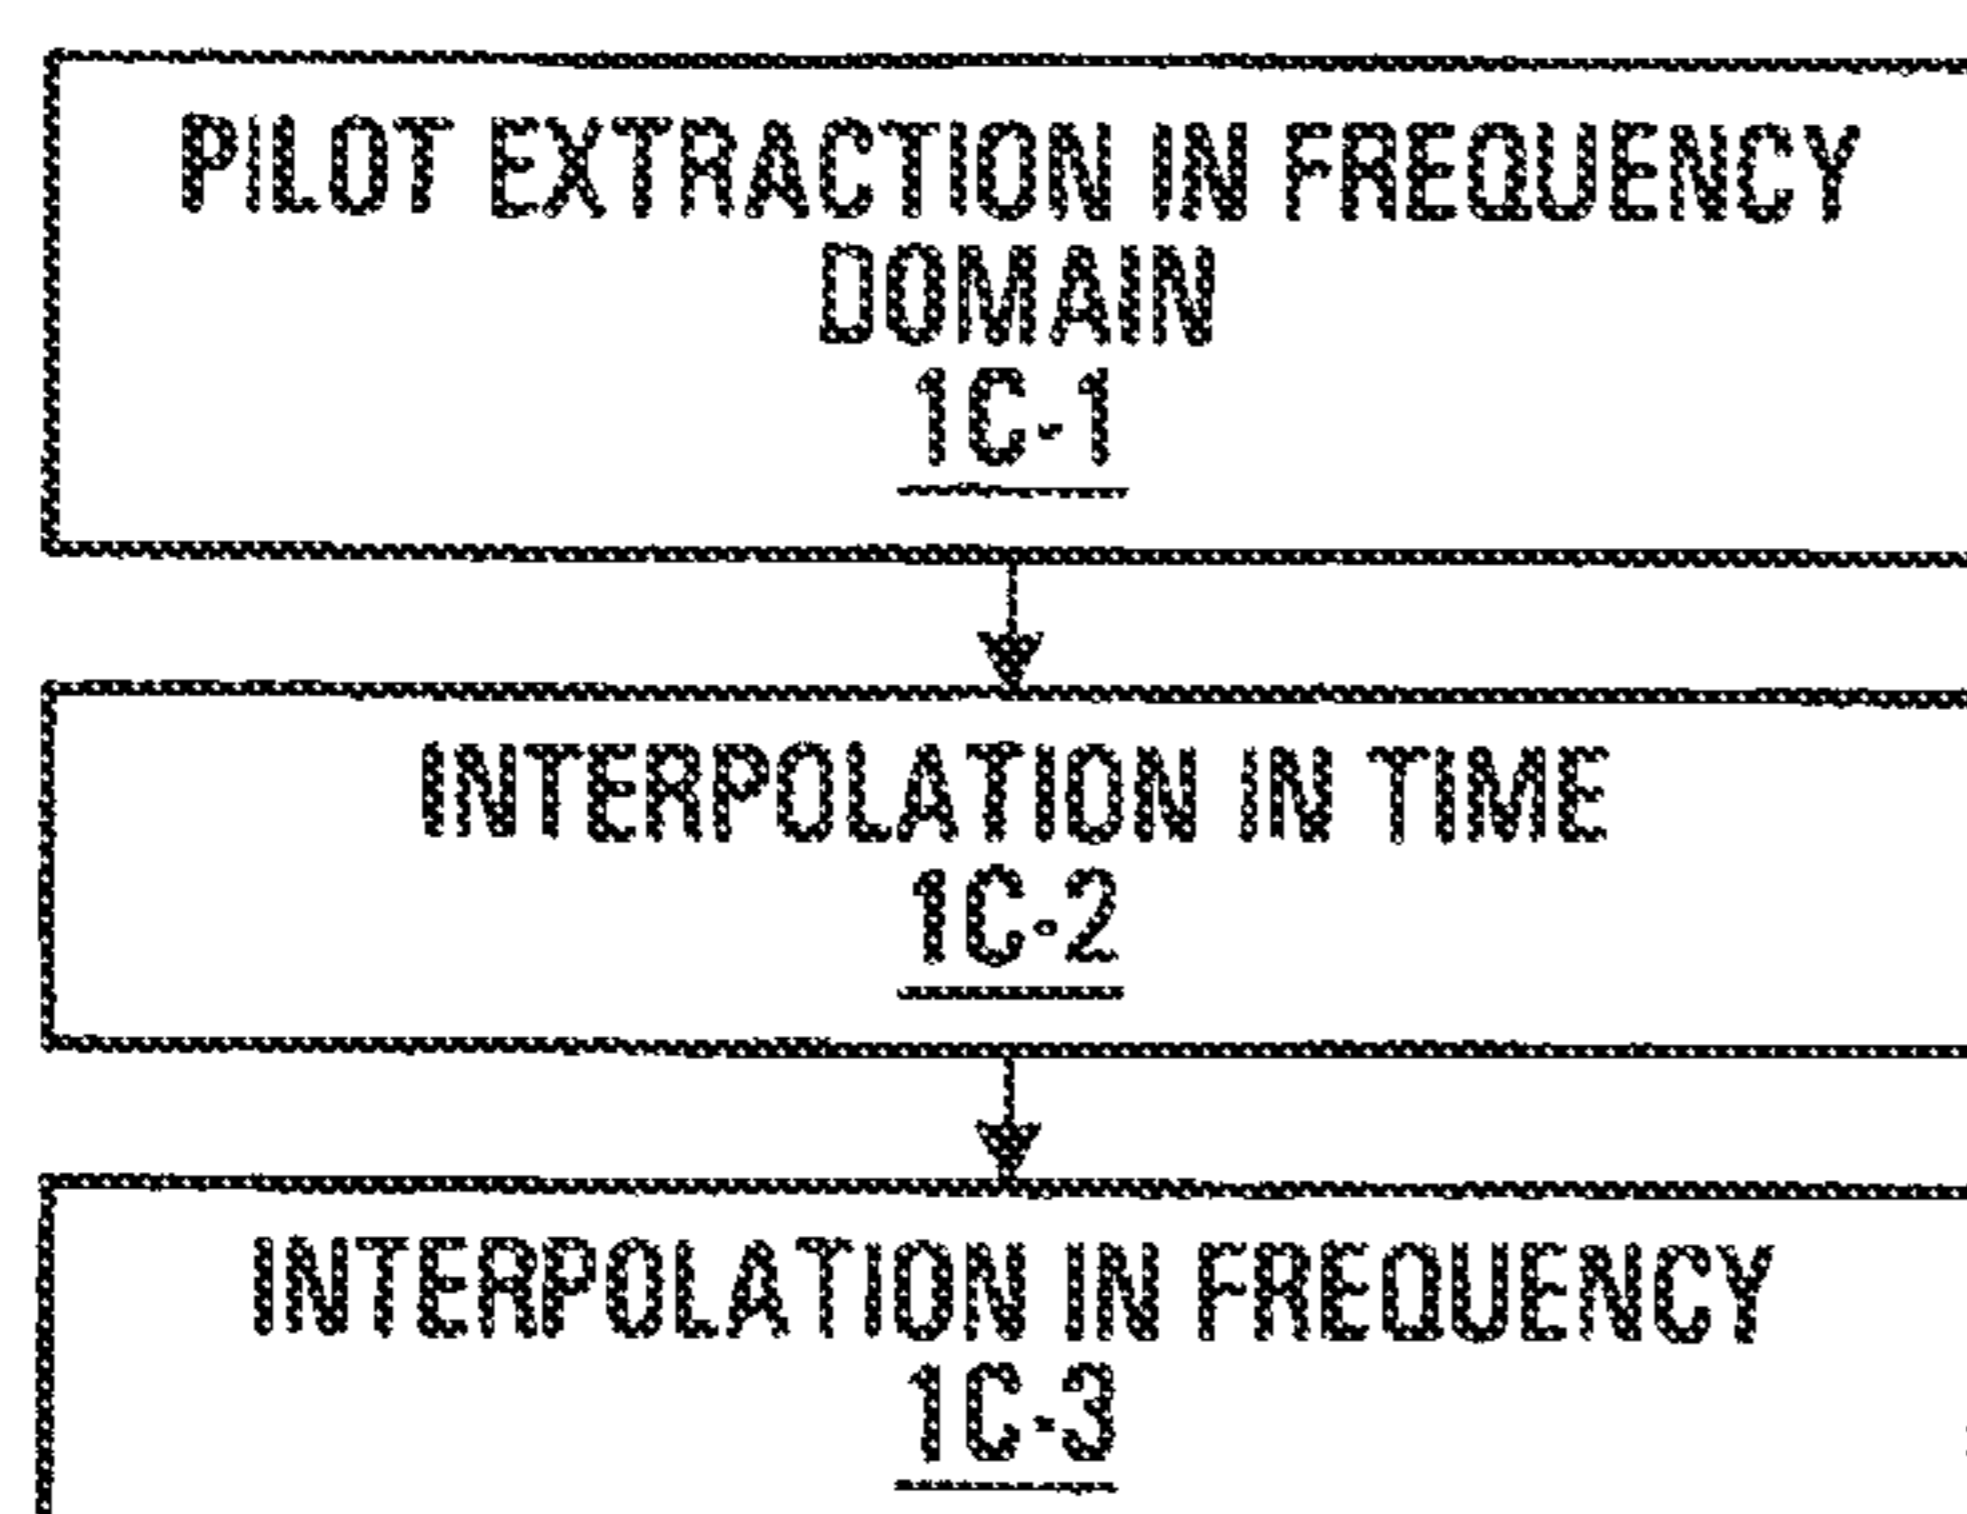 PILOT EXTRACTION IN FREQUENCY
DOMAIN
1C-1
INTERPOLATION IN TIME
1C-2
INTERPOLATION IN FREQUENCY
1C-3